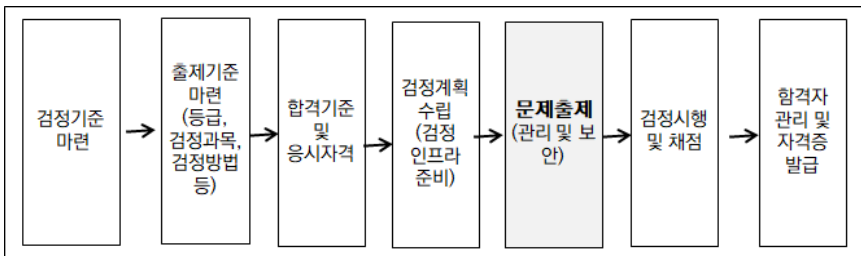 검정기준
마련
출제기준
마련
(등급,
검정과목,
검정방법
등)
합격기준
및
응시자격
검정계획
수립
(검정
인프라
준비)
문제출제
(관리 및 보
안)
검정시행
및 채점
함격자
관리 및
자격증
발급